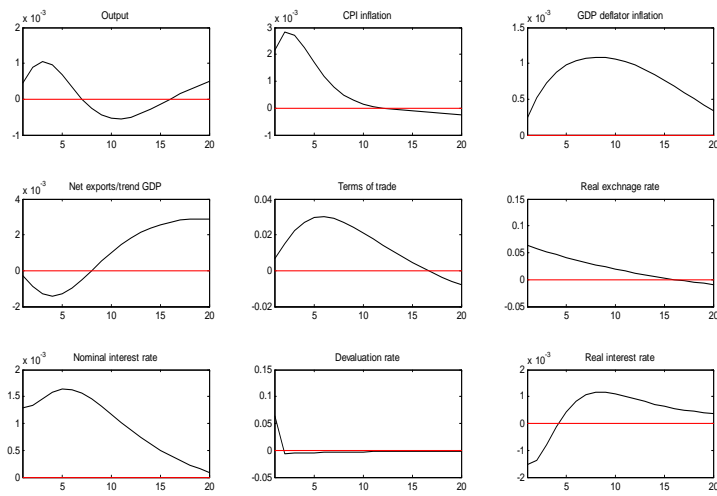 x 10^-3 Output
1
0
-1
5 10 15 20
x 10^-3 CPI inflation
3
2
1
0
-1
5 10 15 20
x 10^-3 GDP deflator inflation
1.5
1
0.5
0
5 10 15 20
x 10^-3 Net exports/trend GDP
4
2
0
-2
5 10 15 20
Terms of trade
0.04
0.02
0
-0.02
5 10 15 20
Real exchnage rate
0.15
0.1
0.05
0
-0.05
5 10 15 20
x 10^-3 Nominal interest rate
2
1.5
1
0.5
0
5 10 15 20
Devaluation rate
0.15
0.1
0.05
0
-0.05
5 10 15 20
x 10^-3 Real interest rate
2
1
0
-1
-2
5 10 15 20